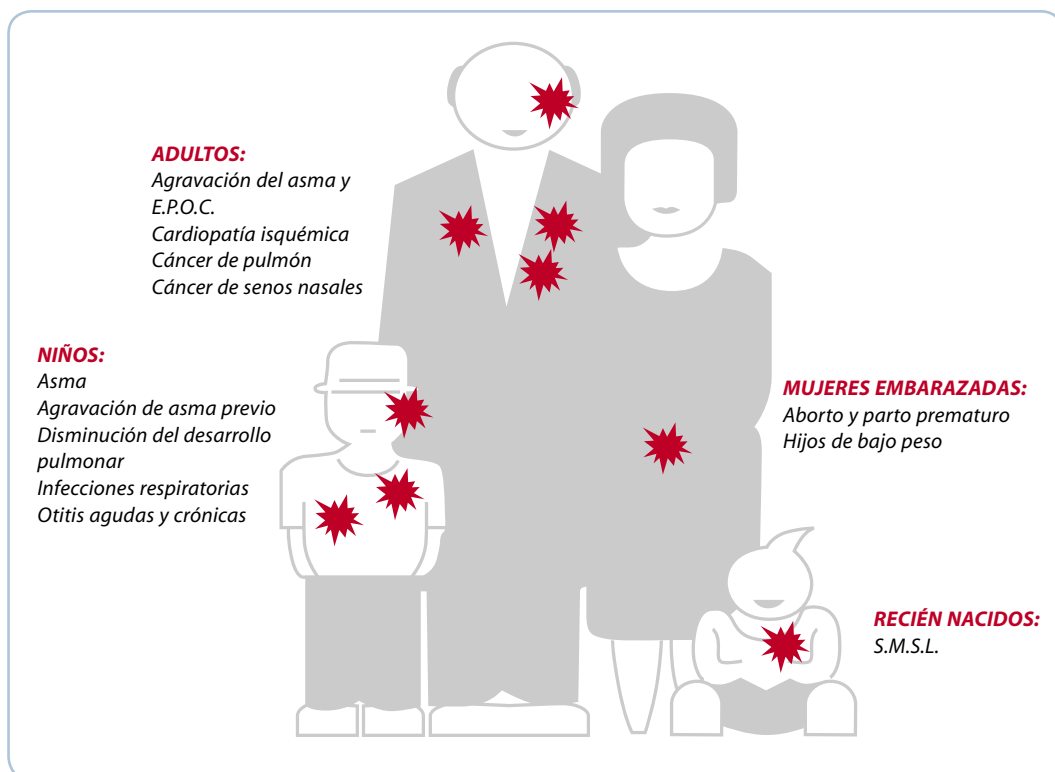 ADULTOS:
Agravación del asma y
E.P.O.C.
Cardiopatía isquémica
Cáncer de pulmón
Cáncer de senos nasales
NIÑOS:
Asma
Agravación de asma previo
Disminución del desarrollo
pulmonar
Infecciones respiratorias
Otitis agudas y crónicas
MUJERES EMBARAZADAS:
Aborto y parto prematuro
Hijos de bajo peso
RECIÉN NACIDOS:
S.M.S.L.